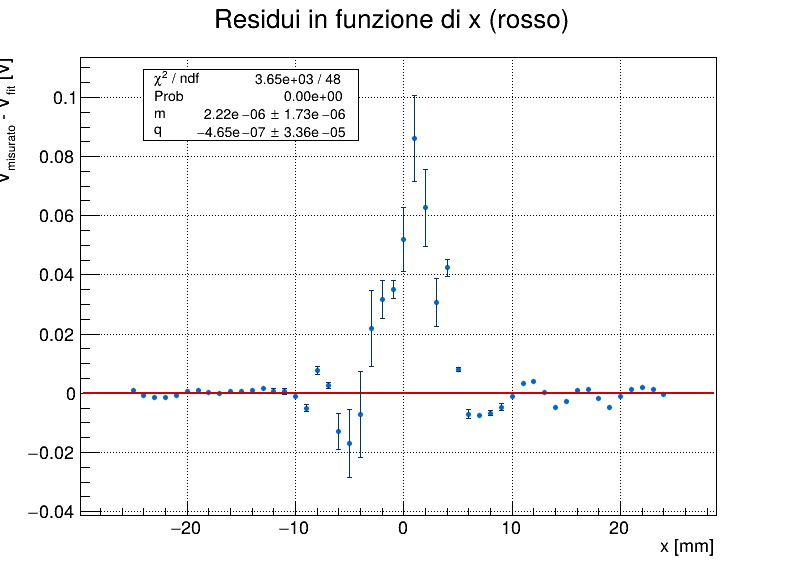 Residui in funzione di x (rosso)
V_misurato - V_fit [V]
χ² / ndf 3.65e+03 / 48
Prob 0.00e+00
m 2.22e−06 ± 1.73e−06
q −4.65e−07 ± 3.36e−05
0.1
0.08
0.06
0.04
0.02
0
−0.02
−0.04
−20 −10 0 10 20
x [mm]